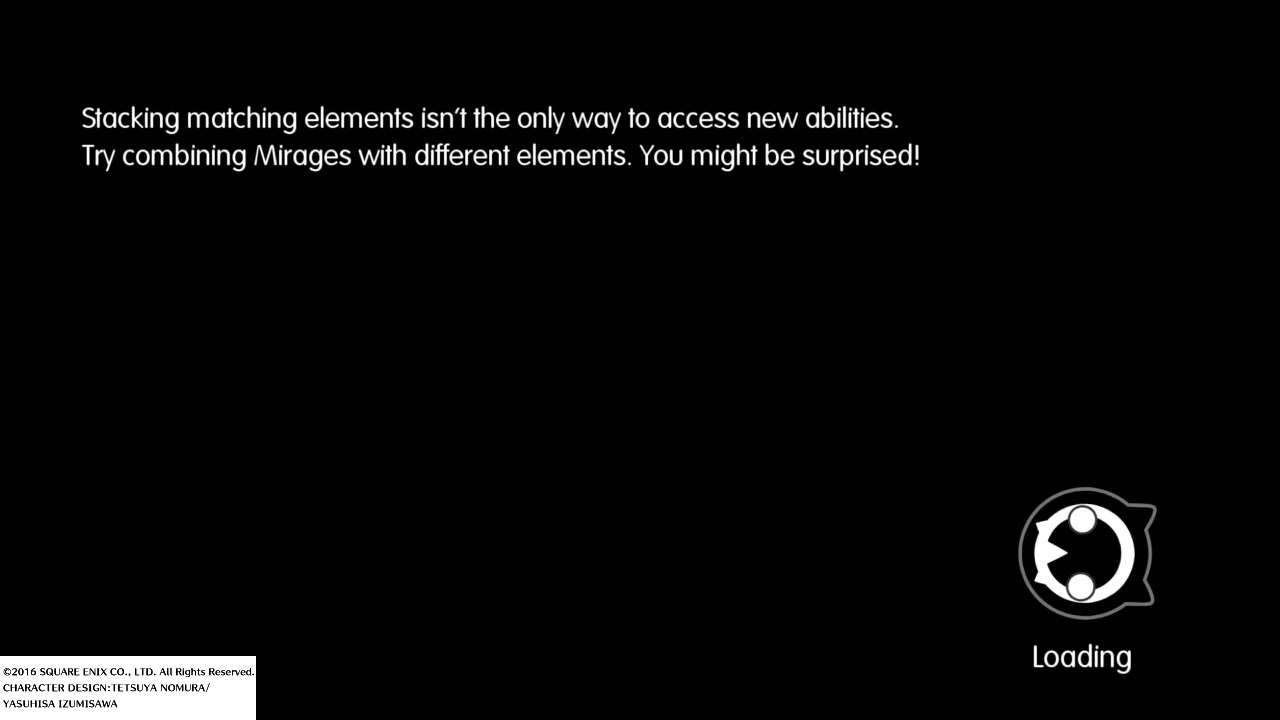 Stacking matching elements isn't the only way to access new abilities.
Try combining Mirages with different elements. You might be surprised!
Loading
©2016 SQUARE ENIX CO., LTD. All Rights Reserved.
CHARACTER DESIGN:TETSUYA NOMURA/
YASUHISA IZUMISAWA